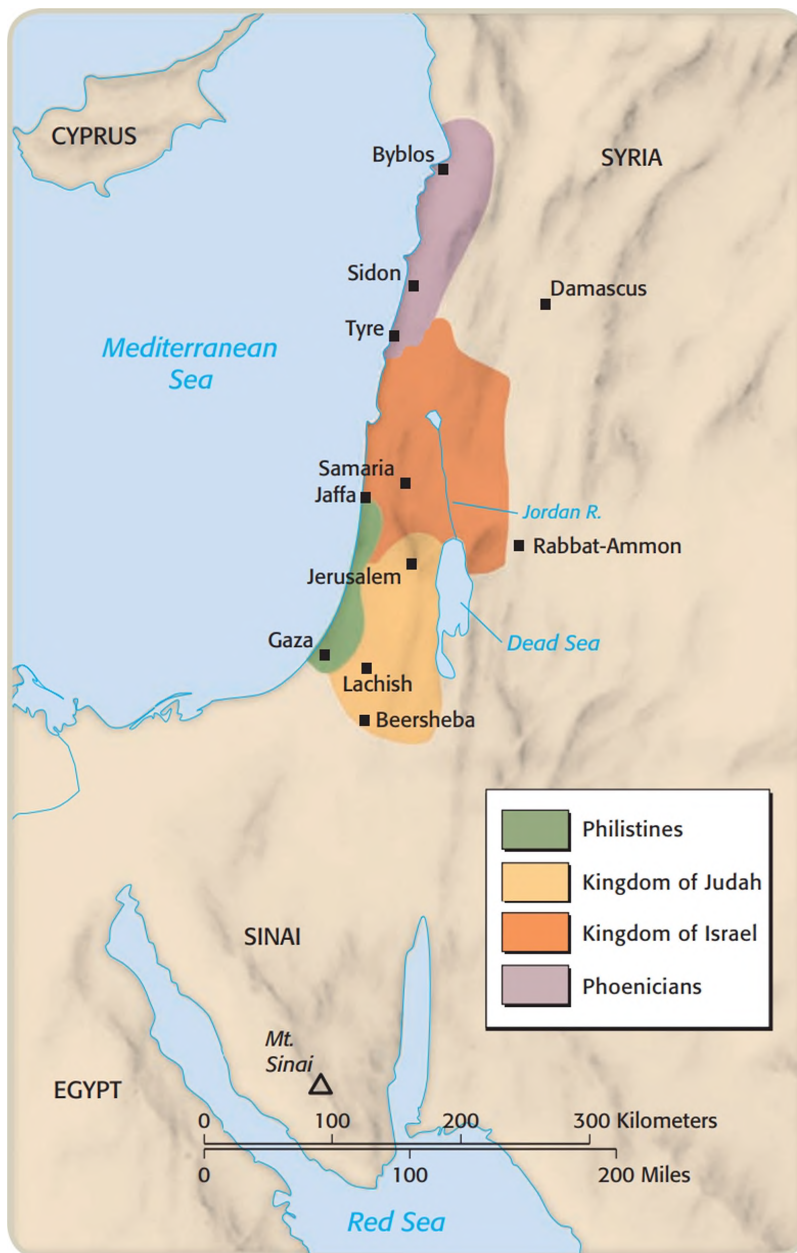 CYPRUS
Byblos
SYRIA
Sidon
Damascus
Tyre
Mediterranean
Sea
Samaria
Jaffa
Jordan R.
Rabbat-Ammon
Jerusalem
Gaza
Dead Sea
Lachish
Beersheba
Philistines
Kingdom of Judah
Kingdom of Israel
Phoenicians
SINAI
Mt.
Sinai
EGYPT
0 100 200 300 Kilometers
0 100 200 Miles
Red Sea